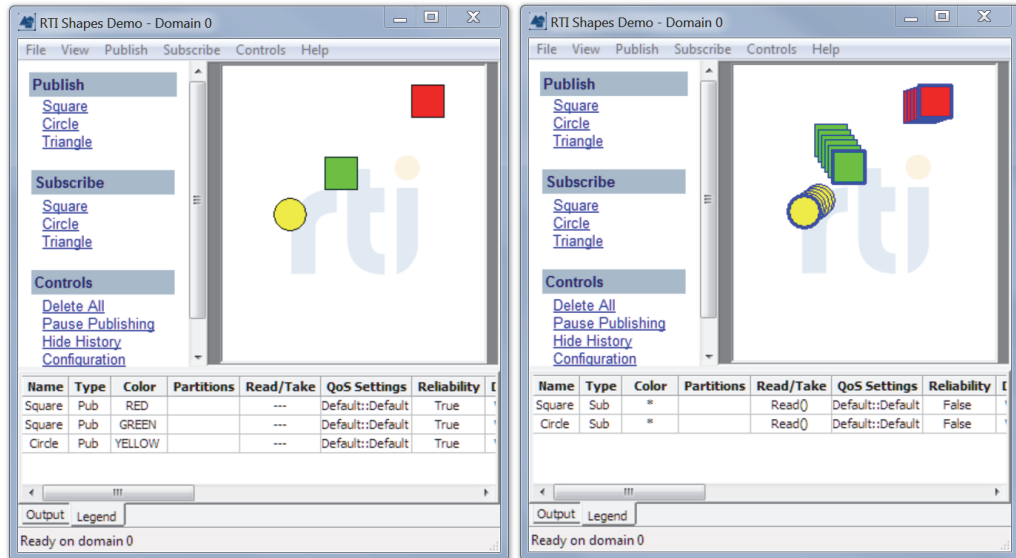 RTI Shapes Demo - Domain 0
File View Publish Subscribe Controls Help
Publish
Square
Circle
Triangle
Subscribe
Square
Circle
Triangle
Controls
Delete All
Pause Publishing
Hide History
Configuration
rti
Name Type Color Partitions Read/Take QoS Settings Reliability D
Square Pub RED --- Default::Default True
Square Pub GREEN --- Default::Default True
Circle Pub YELLOW --- Default::Default True
Output Legend
Ready on domain 0
RTI Shapes Demo - Domain 0
File View Publish Subscribe Controls Help
Publish
Square
Circle
Triangle
Subscribe
Square
Circle
Triangle
Controls
Delete All
Pause Publishing
Hide History
Configuration
rti
Name Type Color Partitions Read/Take QoS Settings Reliability
Square Sub * Read() Default::Default False
Circle Sub * Read() Default::Default False
Output Legend
Ready on domain 0